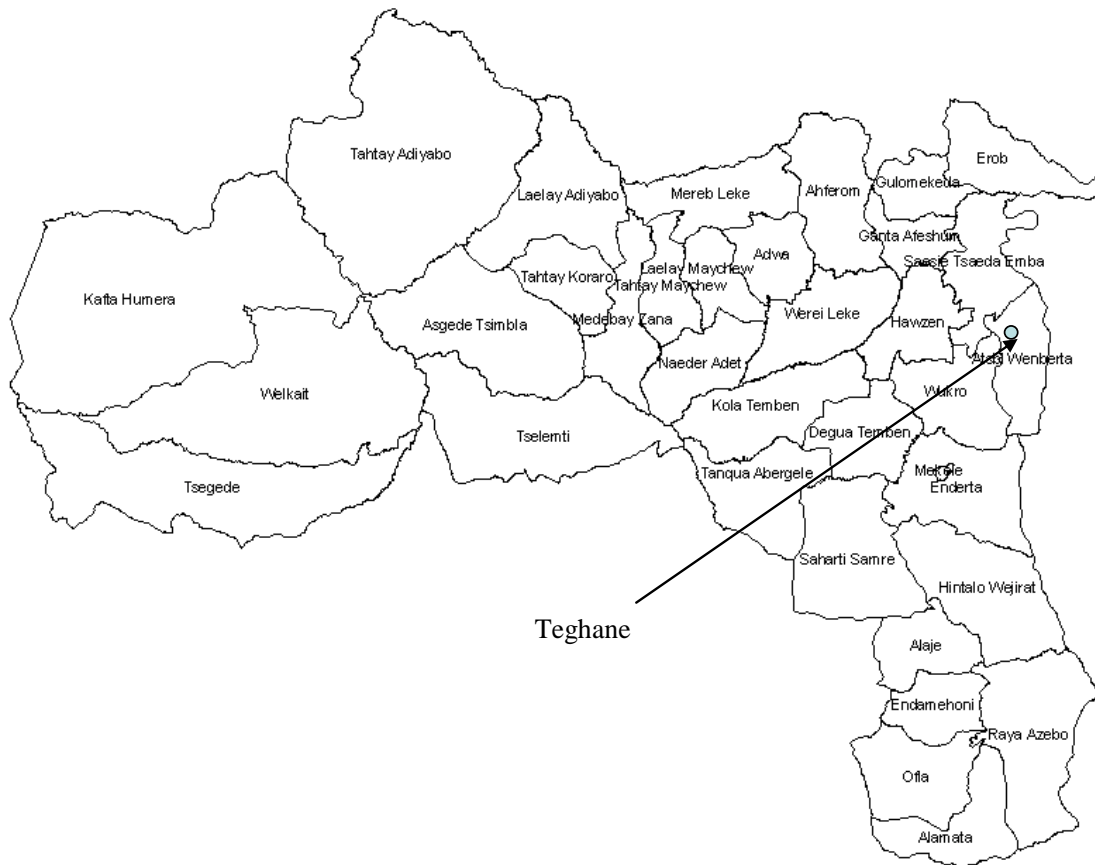 Erob
Tahtay Adiyabo
Gulomekeda
Laelay Adiyabo
Mereb Leke
Ahferom
Ganta Afeshum
Adwa
Saesie Tsaeda Emba
Laelay Maychew
Tahtay Koraro
Tahtay Maychew
Kafta Humera
Werei Leke
Medebay Zana
Hawzen
Asgede Tsimbla
Atsbi Wenberta
Naeder Adet
Welkait
Wukro
Kola Temben
Degua Temben
Tselemti
Mekele
Tanqua Abergele
Tsegede
Enderta
Saharti Samre
Hintalo Wejirat
Teghane
Alaje
Endamehoni
Raya Azebo
Ofla
Alamata